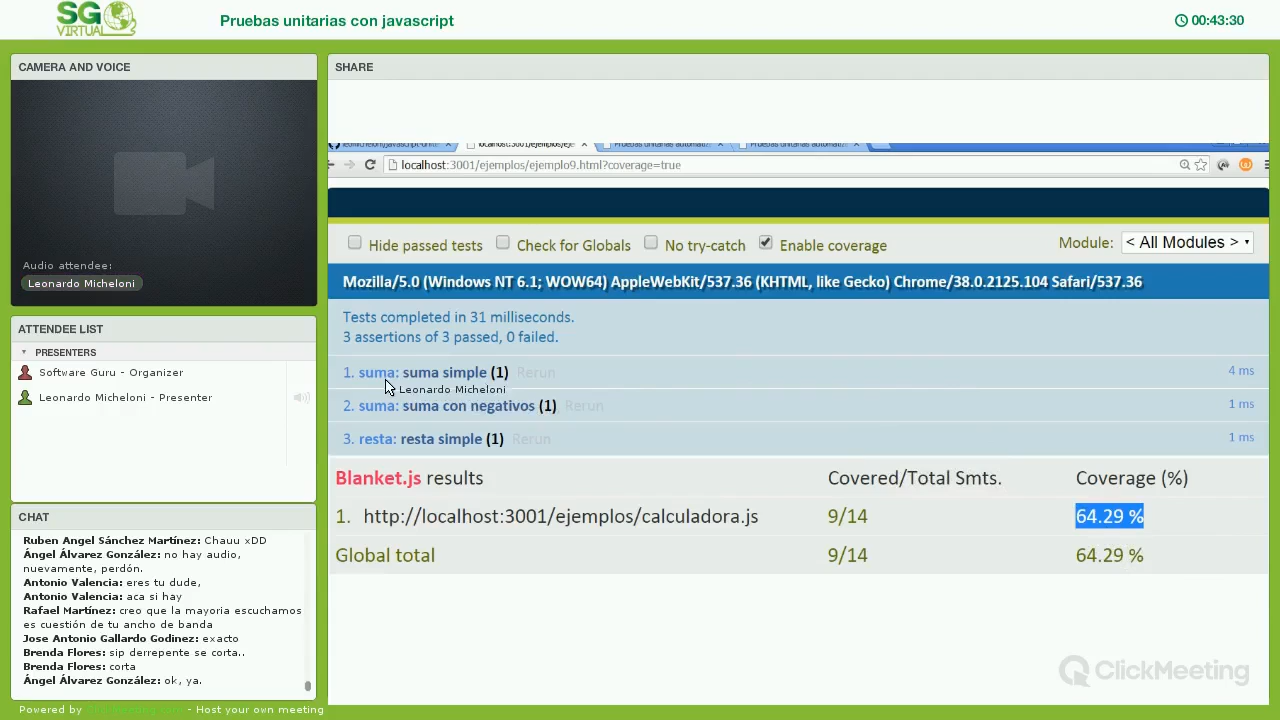 SG
VIRTUAL
Pruebas unitarias con javascript
00:43:30
CAMERA AND VOICE
Audio attendee:
Leonardo Micheloni
ATTENDEE LIST
PRESENTERS
Software Guru - Organizer
Leonardo Micheloni - Presenter
CHAT
Ruben Angel Sánchez Martínez: Chauu xDD
Ángel Álvarez González: no hay audio,
nuevamente, perdón.
Antonio Valencia: eres tu dude,
Antonio Valencia: aca si hay
Rafael Martínez: creo que la mayoria escuchamos
es cuestión de tu ancho de banda
Jose Antonio Gallardo Godinez: exacto
Brenda Flores: sip derrepente se corta..
Brenda Flores: corta
Ángel Álvarez González: ok, ya.
SHARE
localhost:3001/ejemplos/ejemplo9.html?coverage=true
Hide passed tests Check for Globals No try-catch Enable coverage Module: < All Modules >
Mozilla/5.0 (Windows NT 6.1; WOW64) AppleWebKit/537.36 (KHTML, like Gecko) Chrome/38.0.2125.104 Safari/537.36
Tests completed in 31 milliseconds.
3 assertions of 3 passed, 0 failed.
1. suma: suma simple (1) Rerun 4 ms
Leonardo Micheloni
2. suma: suma con negativos (1) Rerun 1 ms
3. resta: resta simple (1) Rerun 1 ms
Blanket.js results Covered/Total Smts. Coverage (%)
1. http://localhost:3001/ejemplos/calculadora.js 9/14 64.29 %
Global total 9/14 64.29 %
ClickMeeting
Powered by - Host your own meeting